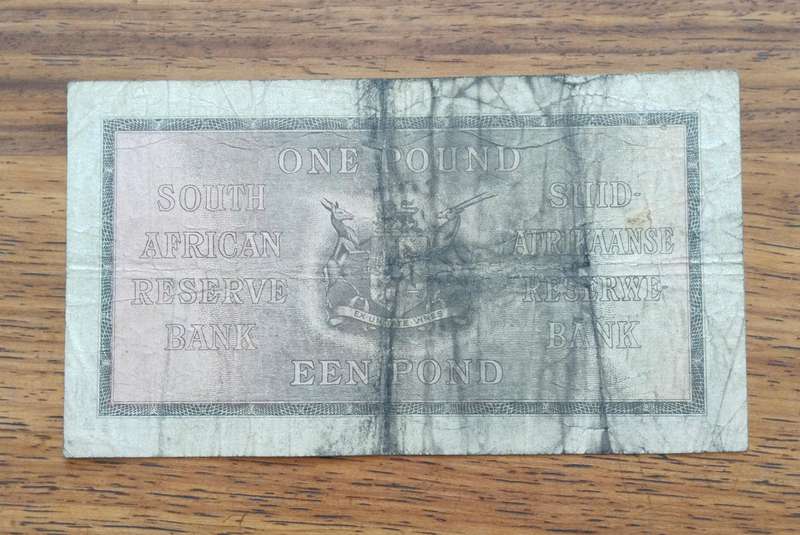 ONE POUND
SOUTH
AFRICAN
RESERVE
BANK
SUID-
AFRIKAANSE
RESERWE-
BANK
EX UNITATE VIRES
EEN POND